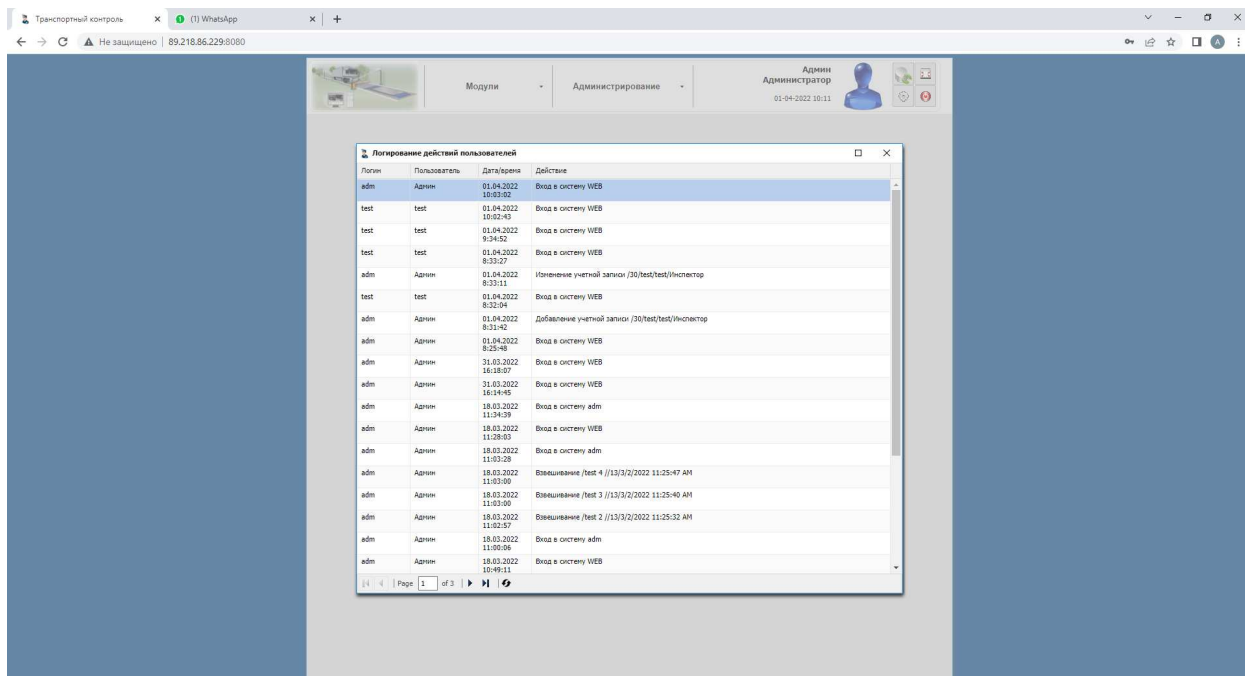 Транспортный контроль
(1) WhatsApp
Не защищено
89.218.86.229:8080
Модули
Администрирование
Админ
Администратор
01-04-2022 10:11
Логирование действий пользователей
Логин Пользователь Дата/время Действие
adm Админ 01.04.2022 Вход в систему WEB
10:03:02
test test 01.04.2022 Вход в систему WEB
10:02:43
test test 01.04.2022 Вход в систему WEB
9:34:52
test test 01.04.2022 Вход в систему WEB
8:33:27
adm Админ 01.04.2022 Изменение учетной записи /30/test/test/Инспектор
8:33:11
test test 01.04.2022 Вход в систему WEB
8:32:04
adm Админ 01.04.2022 Добавление учетной записи /30/test/test/Инспектор
8:31:42
adm Админ 01.04.2022 Вход в систему WEB
8:25:48
adm Админ 31.03.2022 Вход в систему WEB
16:18:07
adm Админ 31.03.2022 Вход в систему WEB
16:14:45
adm Админ 18.03.2022 Вход в систему adm
11:34:39
adm Админ 18.03.2022 Вход в систему WEB
11:28:03
adm Админ 18.03.2022 Вход в систему adm
11:03:28
adm Админ 18.03.2022 Взвешивание /test 4 //13/3/2/2022 11:25:47 AM
11:03:00
adm Админ 18.03.2022 Взвешивание /test 3 //13/3/2/2022 11:25:40 AM
11:03:00
adm Админ 18.03.2022 Взвешивание /test 2 //13/3/2/2022 11:25:32 AM
11:02:57
adm Админ 18.03.2022 Вход в систему adm
11:00:06
adm Админ 18.03.2022 Вход в систему WEB
10:49:11
Page 1 of 3